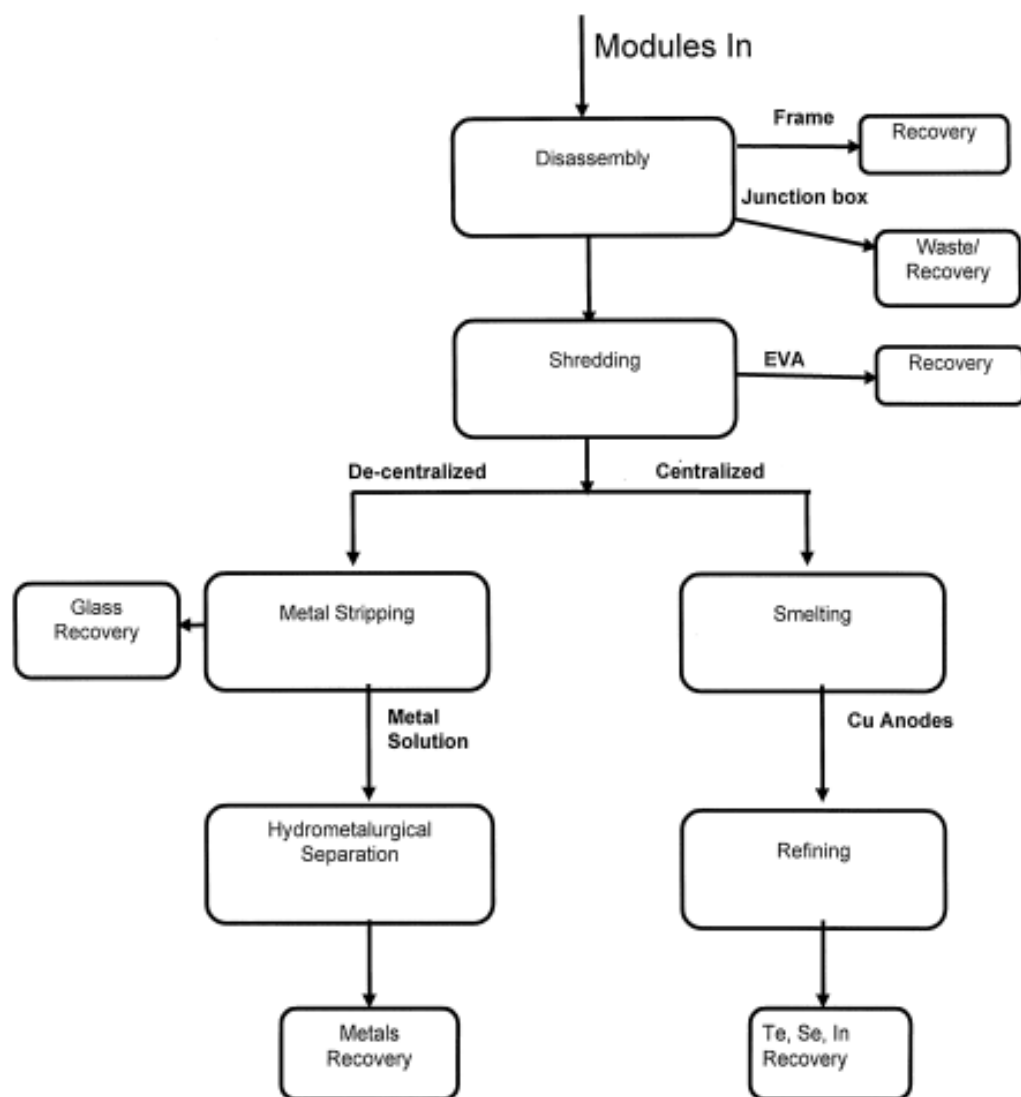 Modules In
Frame
Recovery
Disassembly
Junction box
Waste/
Recovery
Shredding
EVA
Recovery
De-centralized
Centralized
Glass
Recovery
Metal Stripping
Smelting
Metal
Solution
Cu Anodes
Hydrometalurgical
Separation
Refining
Metals
Recovery
Te, Se, In
Recovery